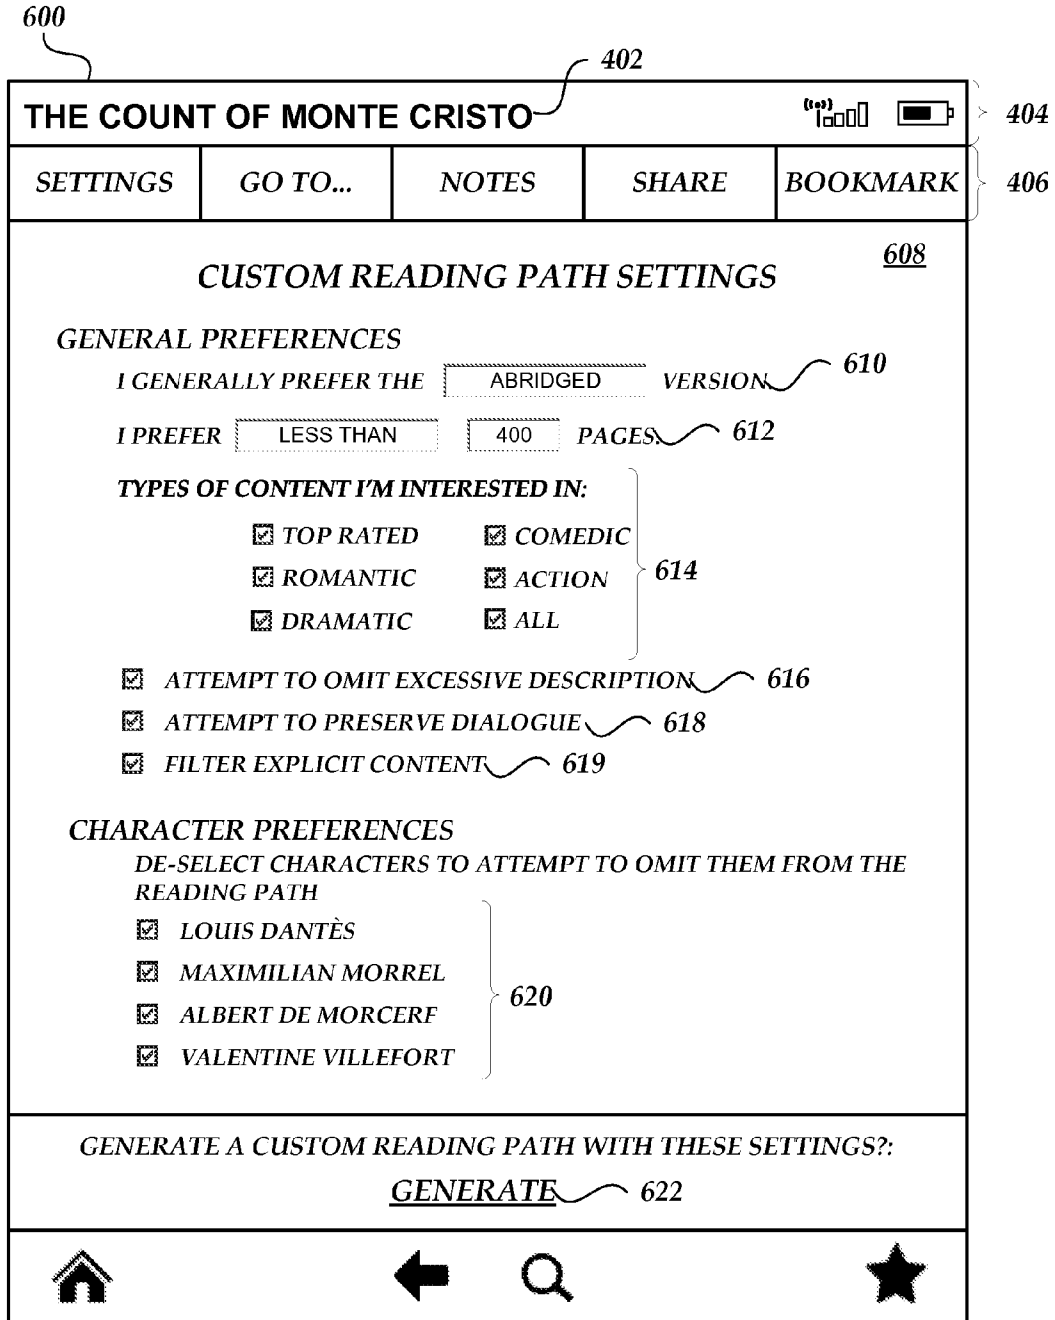 600
402
THE COUNT OF MONTE CRISTO
404
SETTINGS GO TO... NOTES SHARE BOOKMARK
406
608
CUSTOM READING PATH SETTINGS
GENERAL PREFERENCES
I GENERALLY PREFER THE ABRIDGED VERSION. 610
I PREFER LESS THAN 400 PAGES. 612
TYPES OF CONTENT I'M INTERESTED IN:
TOP RATED COMEDIC
ROMANTIC ACTION 614
DRAMATIC ALL
ATTEMPT TO OMIT EXCESSIVE DESCRIPTION 616
ATTEMPT TO PRESERVE DIALOGUE 618
FILTER EXPLICIT CONTENT 619
CHARACTER PREFERENCES
DE-SELECT CHARACTERS TO ATTEMPT TO OMIT THEM FROM THE
READING PATH
LOUIS DANTÈS
MAXIMILIAN MORREL
620
ALBERT DE MORCERF
VALENTINE VILLEFORT
GENERATE A CUSTOM READING PATH WITH THESE SETTINGS?:
GENERATE 622